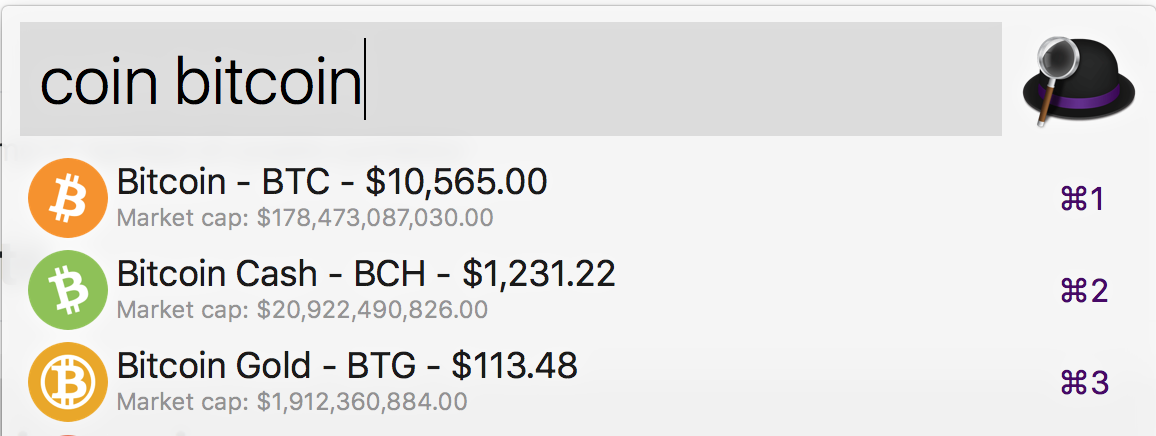 coin bitcoin
Bitcoin - BTC - $10,565.00
Market cap: $178,473,087,030.00
⌘1
Bitcoin Cash - BCH - $1,231.22
Market cap: $20,922,490,826.00
⌘2
Bitcoin Gold - BTG - $113.48
Market cap: $1,912,360,884.00
⌘3